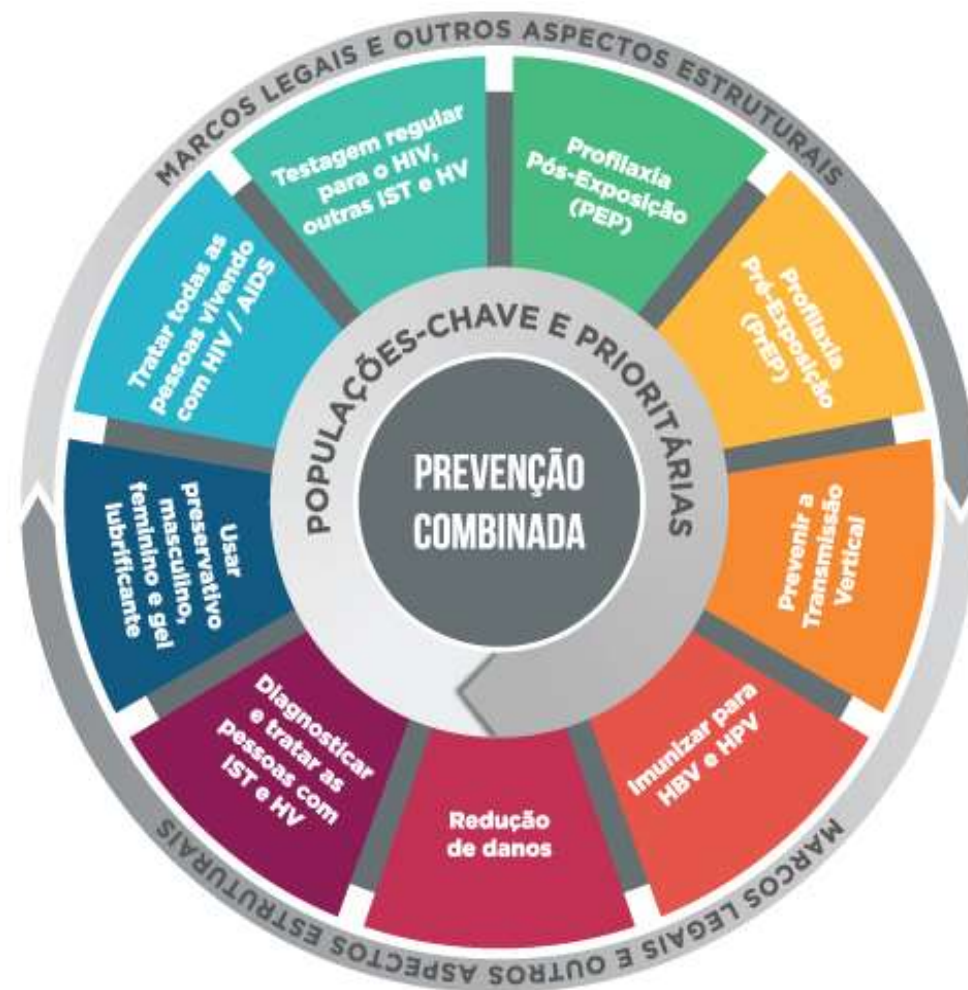 MARCOS LEGAIS E OUTROS ASPECTOS ESTRUTURAIS
Testagem regular
para o HIV,
outras IST e HV
Profilaxia
Pós-Exposição
(PEP)
Profilaxia
Pré-Exposição
(PrEP)
Prevenir a
Transmissão
Vertical
Imunizar para
HBV e HPV
Redução
de danos
Diagnosticar
e tratar as
pessoas com
IST e HV
Usar
preservativo
masculino,
feminino e gel
lubrificante
Tratar todas as
pessoas vivendo
com HIV / AIDS
POPULAÇÕES-CHAVE E PRIORITÁRIAS
PREVENÇÃO
COMBINADA
MARCOS LEGAIS E OUTROS ASPECTOS ESTRUTURAIS